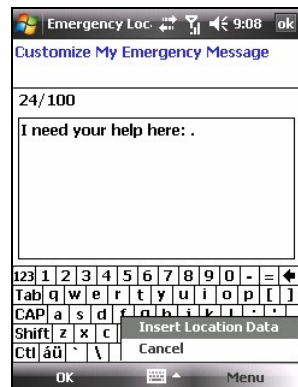 Emergency Loc 9:08 ok
Customize My Emergency Message
24/100
I need your help here: .
123 1 2 3 4 5 6 7 8 9 0 - =
Tab q w e r t y u i o p [ ]
CAP a s d f g h j k l ; '
Shift z x c
Ctl áü ` \
Insert Location Data
Cancel
OK Menu